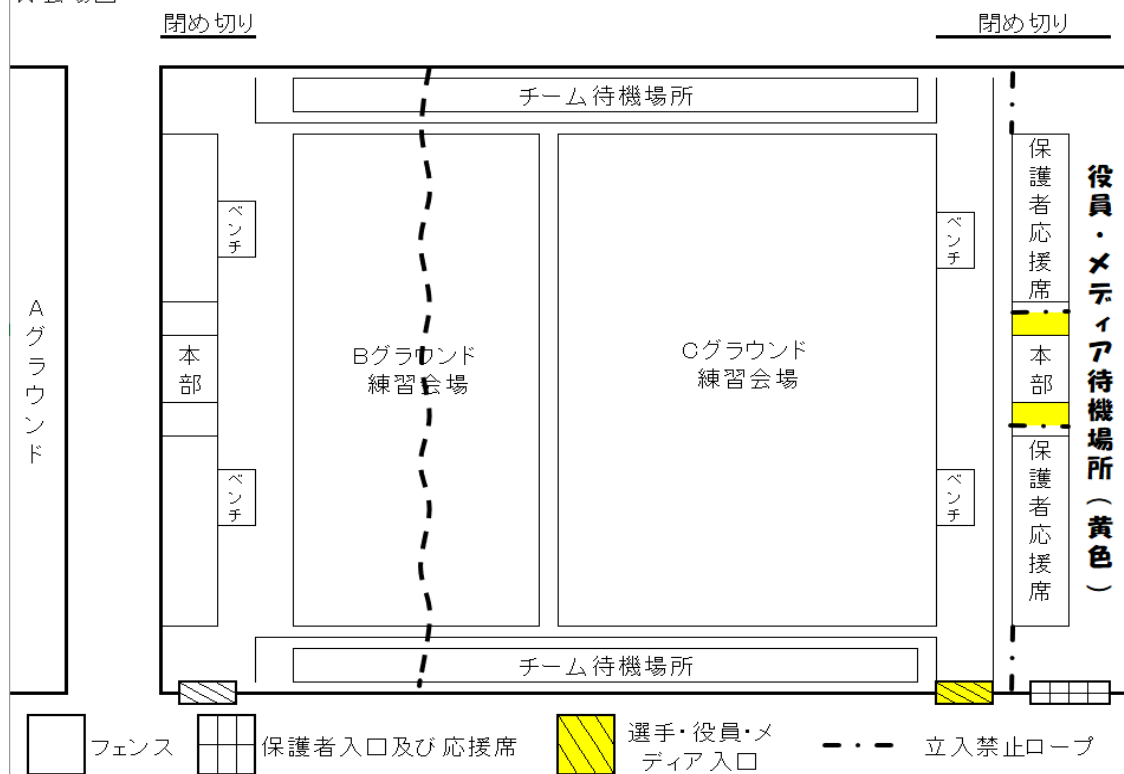 閉め切り
閉め切り
チーム待機場所
保護者応援席
役員・メディア待機場所（黄色）
ベンチ
ベンチ
Aグラウンド
本部
Bグラウンド
練習会場
Cグラウンド
練習会場
本部
ベンチ
ベンチ
保護者応援席
チーム待機場所
フェンス
保護者入口及び応援席
選手・役員・メ
ディア入口
立入禁止ロープ